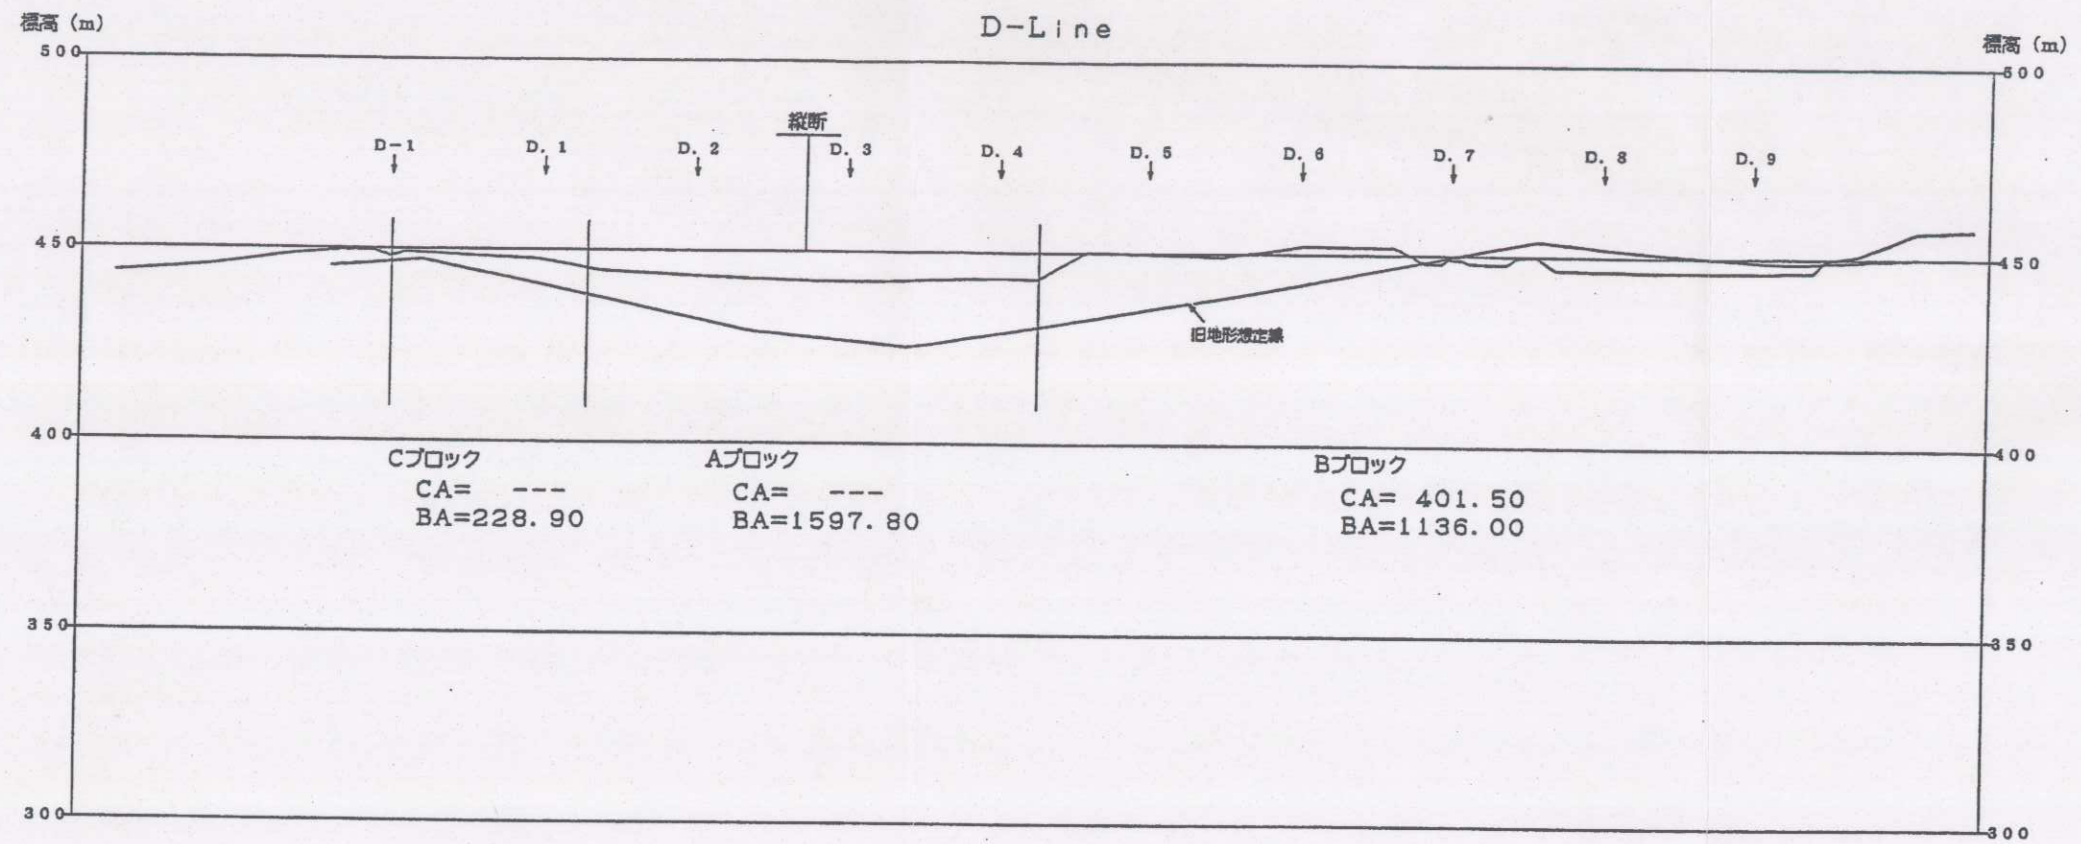 標高 (m)
D-Line
標高 (m)
500
500
縦断
D-1
D. 1
D. 2
D. 3
D. 4
D. 5
D. 6
D. 7
D. 8
D. 9
450
450
旧地形想定線
400
400
Cブロック
CA= ---
BA=228.90
Aブロック
CA= ---
BA=1597.80
Bブロック
CA= 401.50
BA=1136.00
350
350
300
300